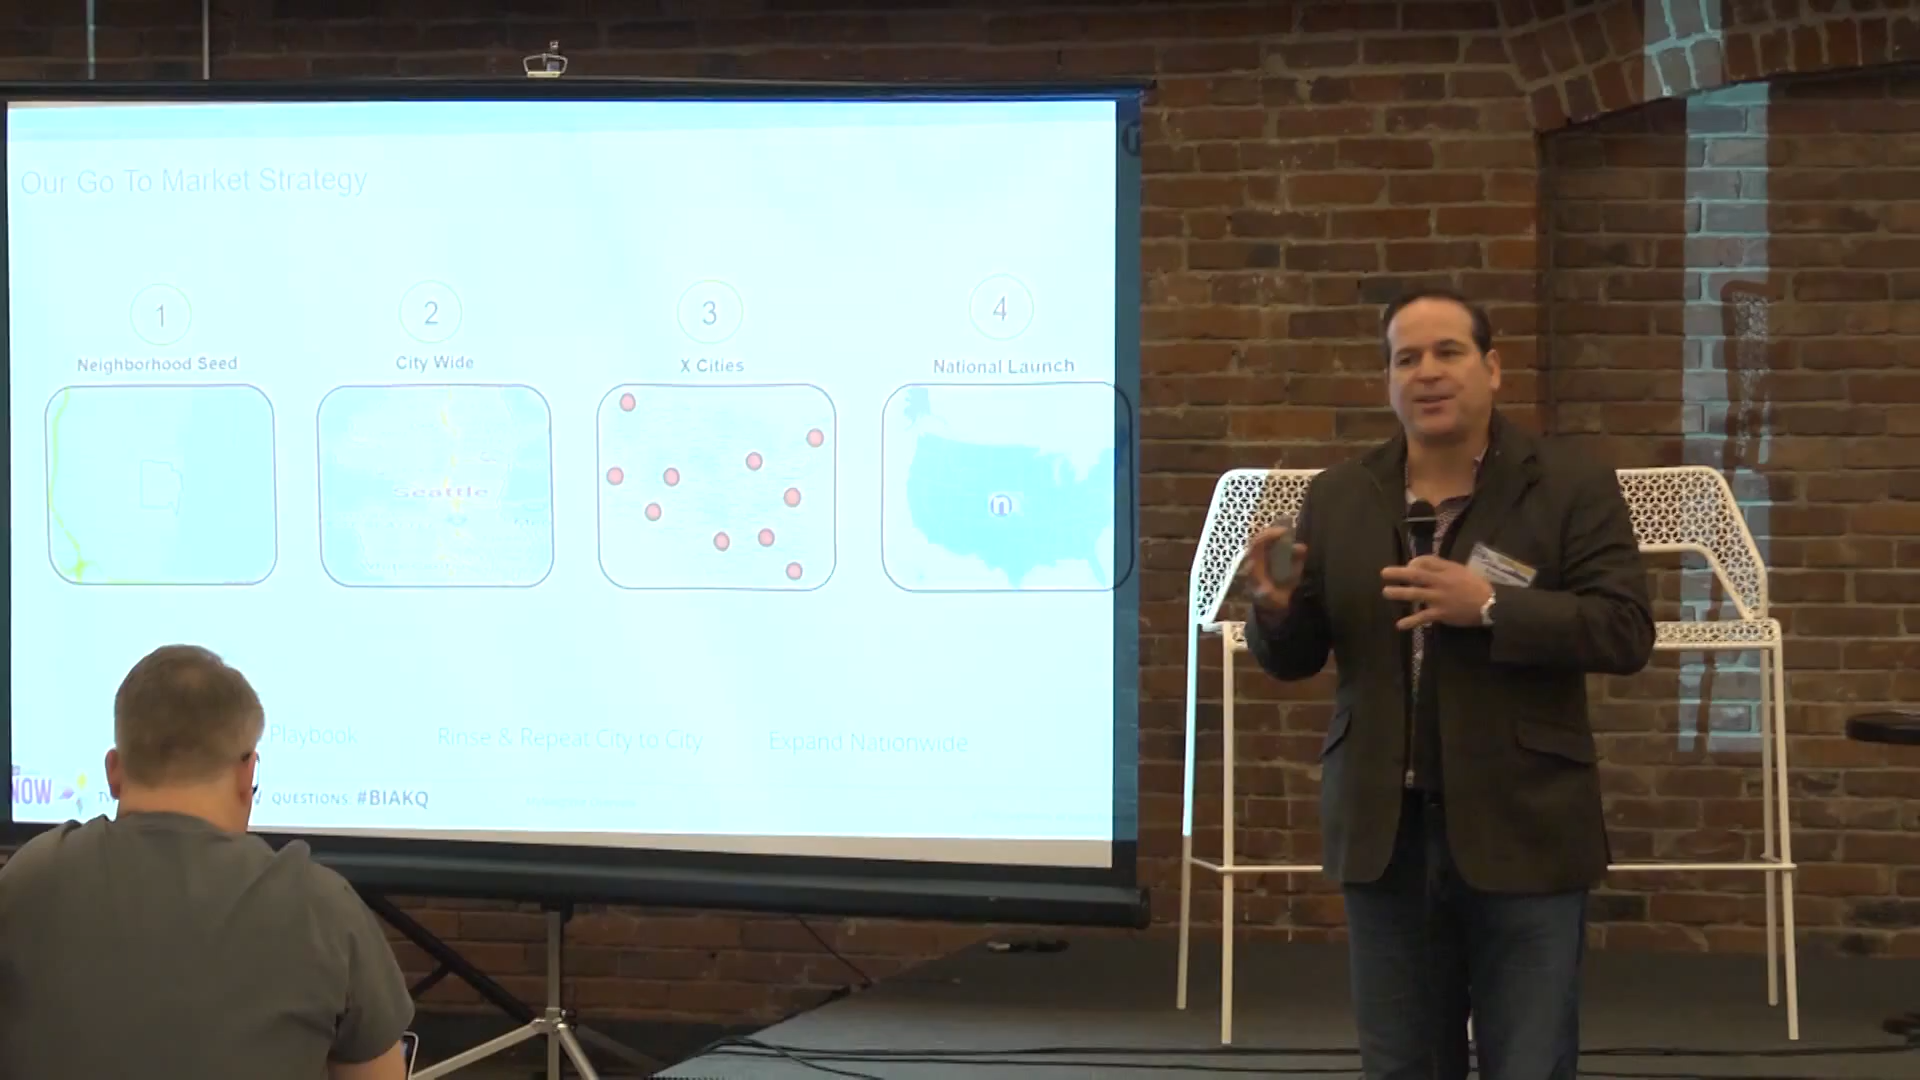 Our Go To Market Strategy
1
2
3
4
Neighborhood Seed
City Wide
X Cities
National Launch
Seattle
n
Playbook
Rinse & Repeat City to City
Expand Nationwide
NOW
QUESTIONS: #BIAKQ